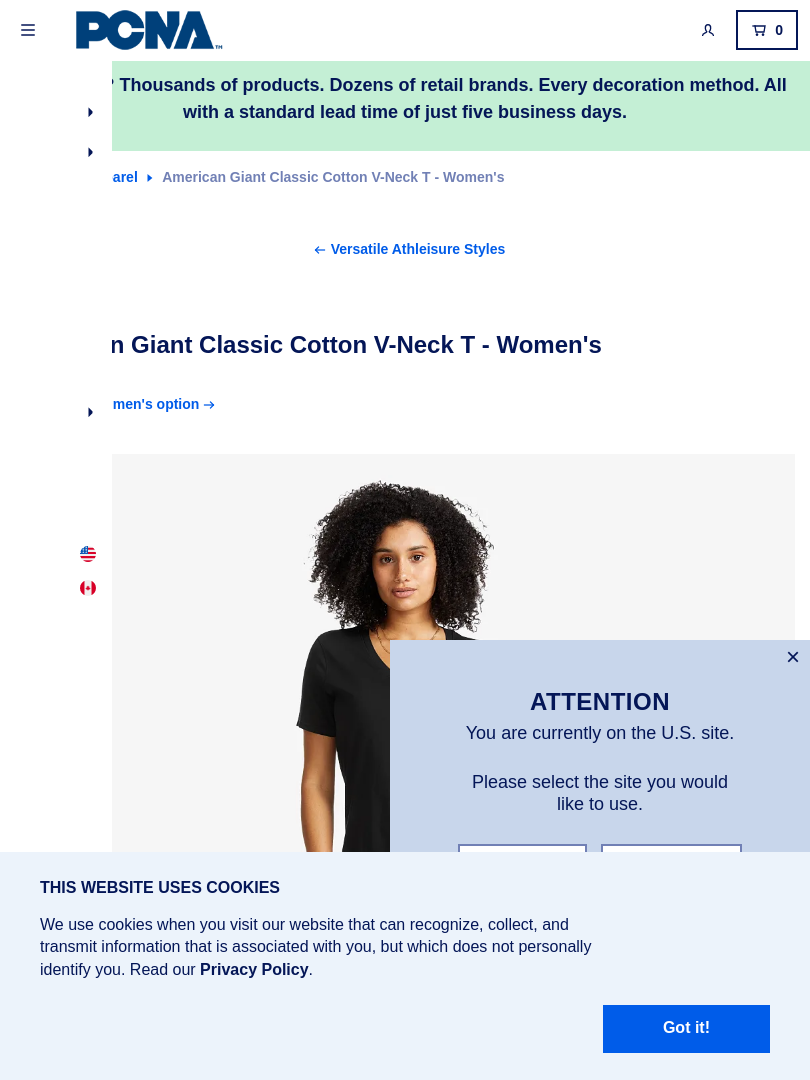 PCNA™
0
Thousands of products. Dozens of retail brands. Every decoration method. All
with a standard lead time of just five business days.
arel American Giant Classic Cotton V-Neck T - Women's
← Versatile Athleisure Styles
n Giant Classic Cotton V-Neck T - Women's
men's option →
ATTENTION
You are currently on the U.S. site.
Please select the site you would
like to use.
THIS WEBSITE USES COOKIES
We use cookies when you visit our website that can recognize, collect, and
transmit information that is associated with you, but which does not personally
identify you. Read our Privacy Policy.
Got it!